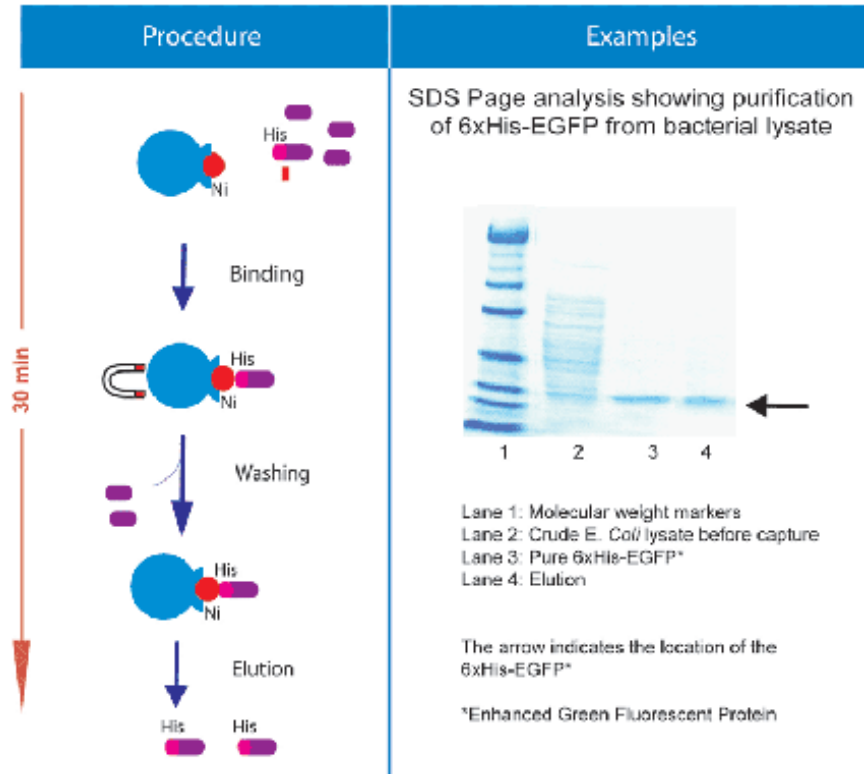 Procedure
Examples
30 min
His
Ni
Binding
His
Ni
Washing
His
Ni
Elution
His
His
SDS Page analysis showing purification
of 6xHis-EGFP from bacterial lysate
1
2
3
4
Lane 1: Molecular weight markers
Lane 2: Crude E. Coli lysate before capture
Lane 3: Pure 6xHis-EGFP*
Lane 4: Elution
The arrow indicates the location of the
6xHis-EGFP*
*Enhanced Green Fluorescent Protein